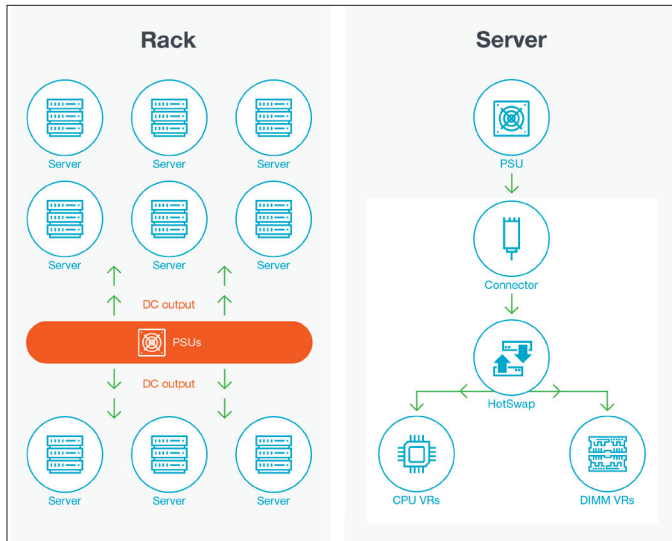 Rack
Server Server Server
Server Server Server
DC output
PSUs
DC output
Server Server Server
Server
PSU
Connector
HotSwap
CPU VRs DIMM VRs